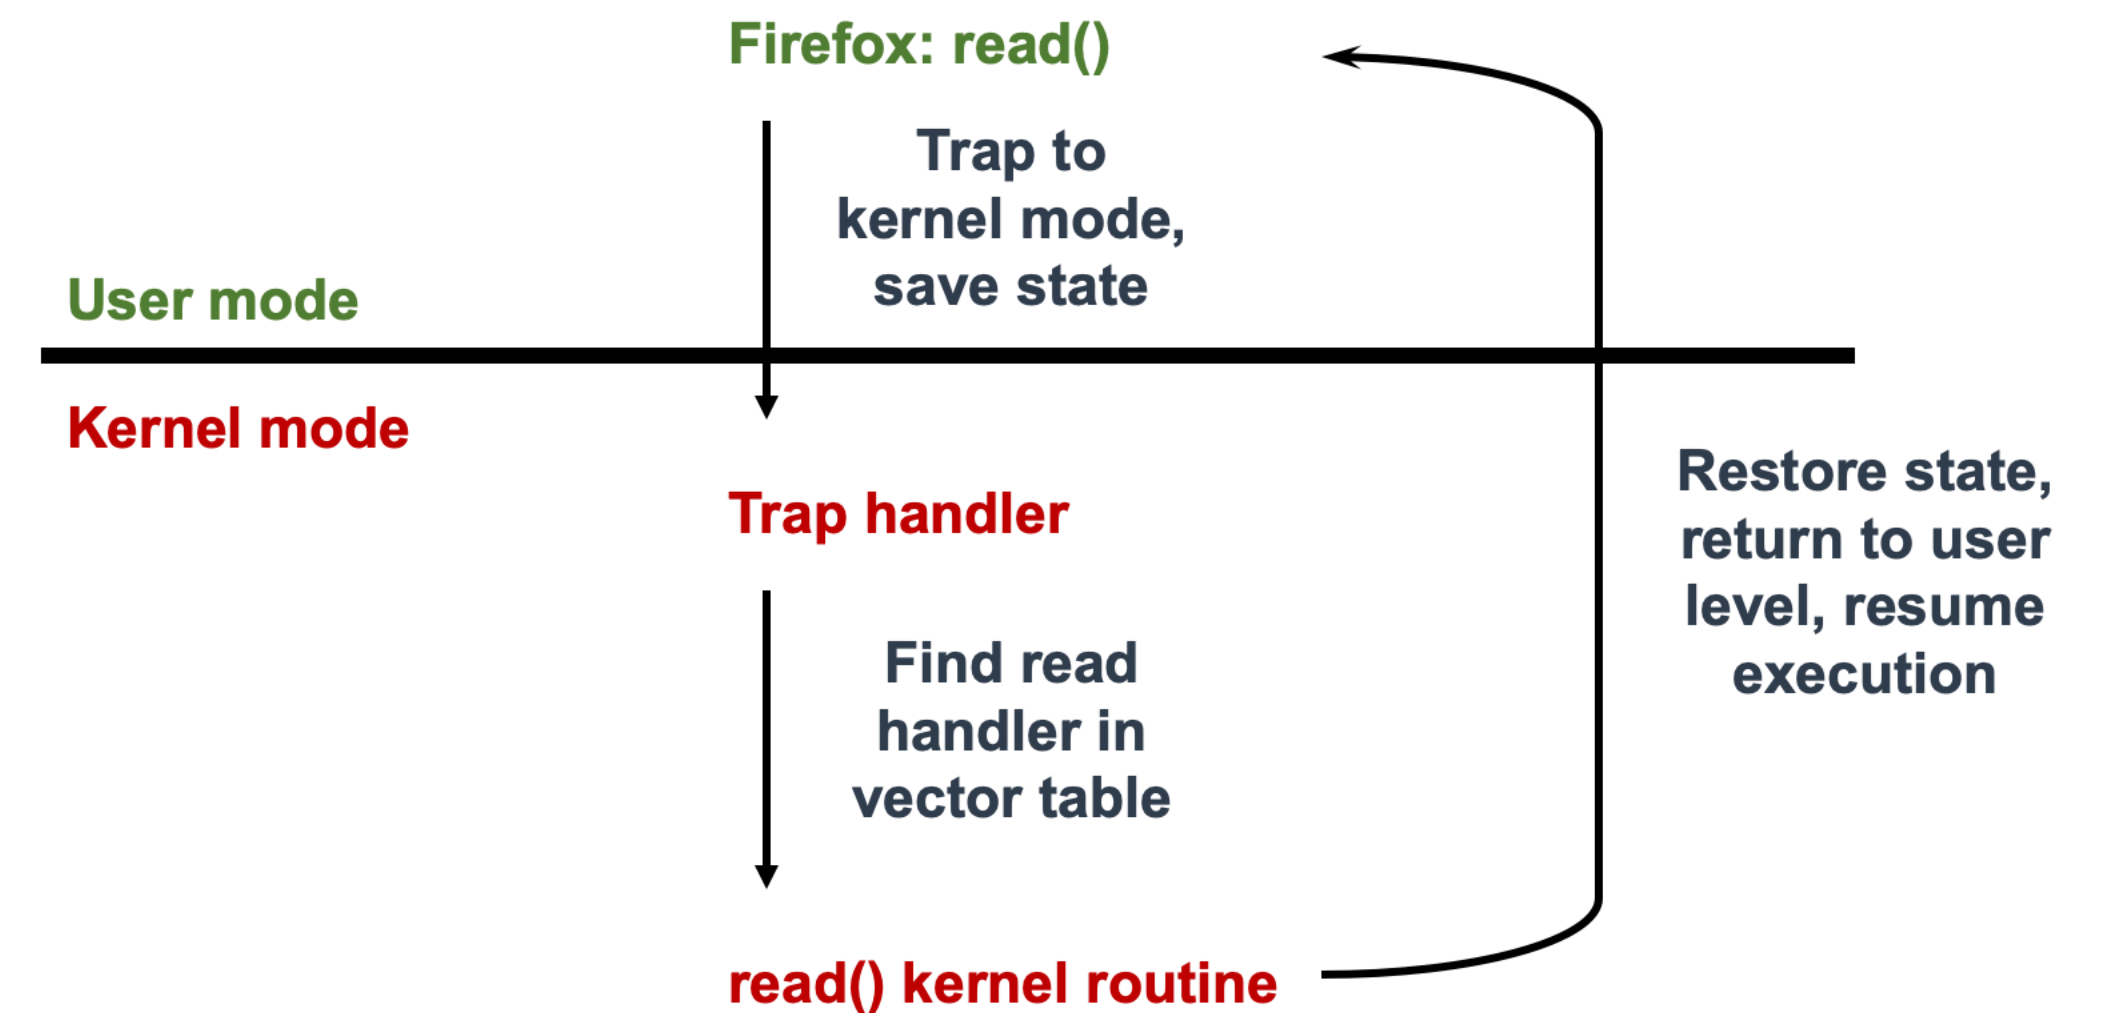 Firefox: read()
Trap to
kernel mode,
save state
User mode
Kernel mode
Trap handler
Restore state,
return to user
level, resume
execution
Find read
handler in
vector table
read() kernel routine